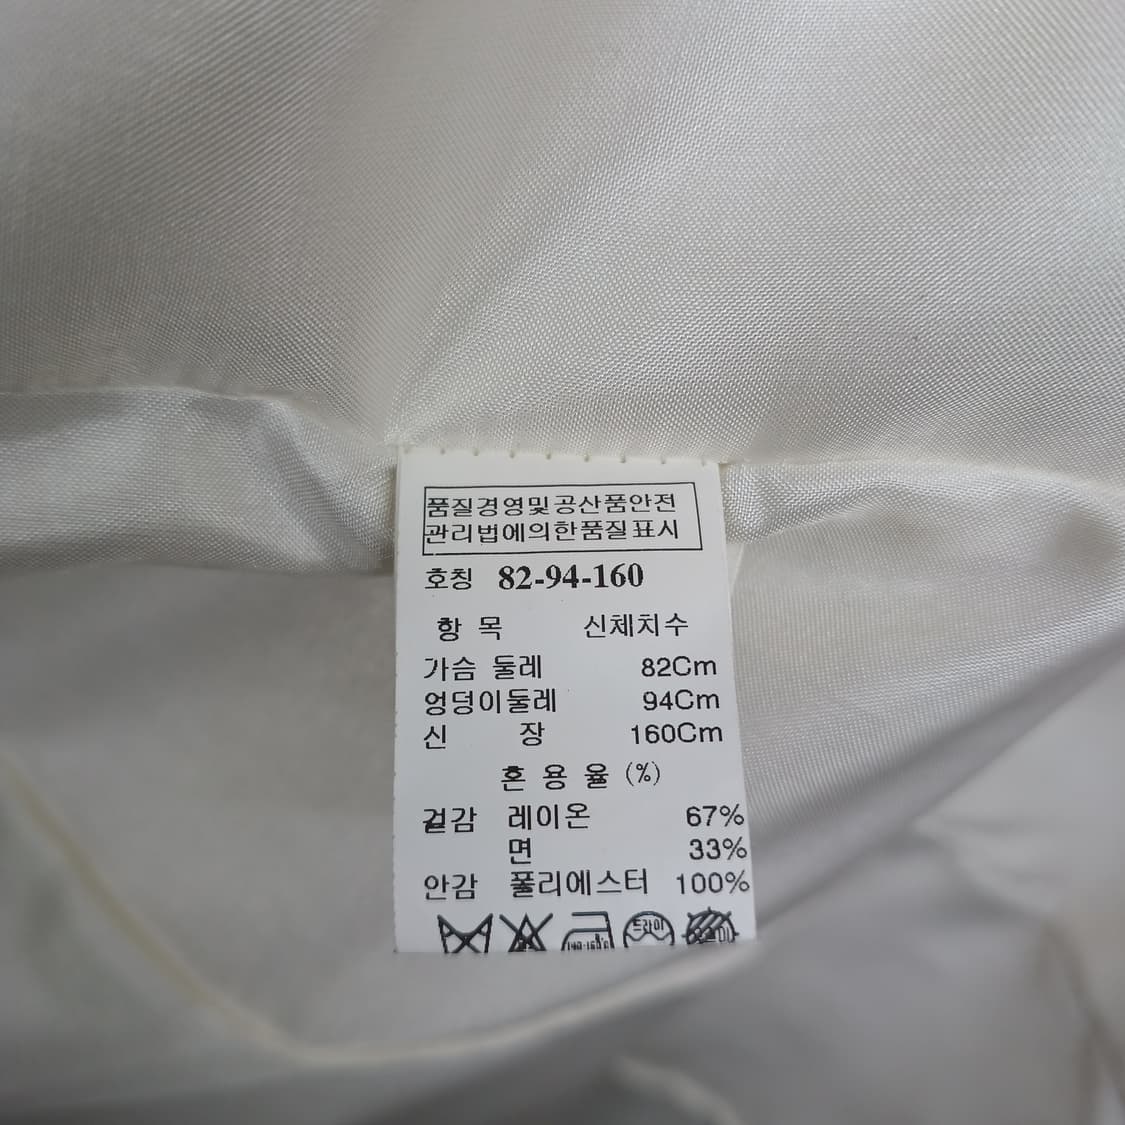 품질경영및공산품안전
관리법에의한품질표시
호칭 82-94-160
항 목 신체치수
가슴 둘레 82Cm
엉덩이둘레 94Cm
신 장 160Cm
혼 용 율 (%)
겉감 레이온 67%
면 33%
안감 폴리에스터 100%
드라이